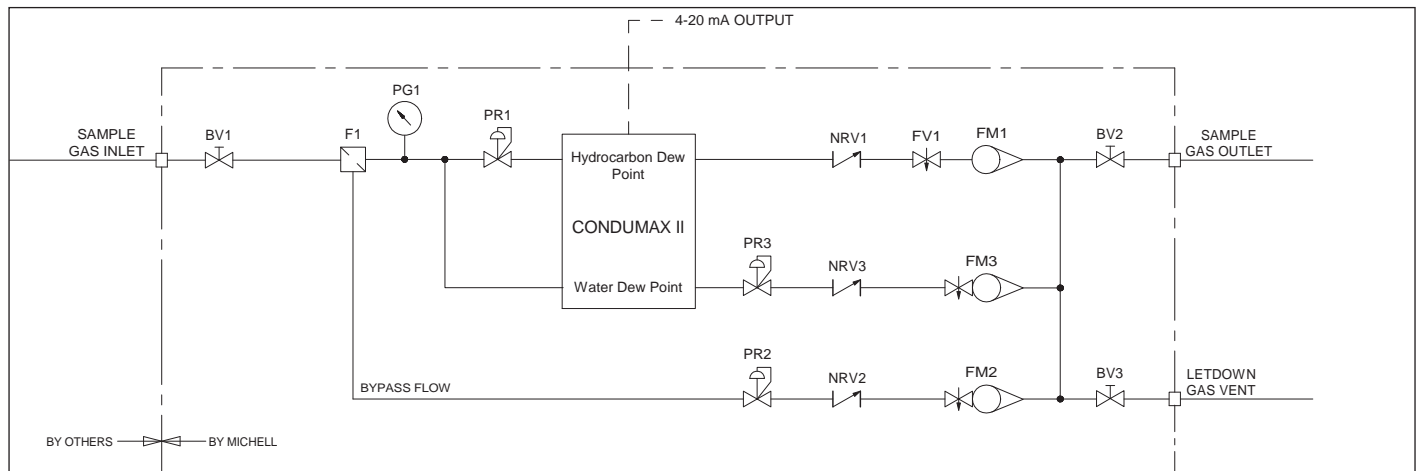 4-20 mA OUTPUT
PG1
PR1
SAMPLE
GAS INLET
BV1
F1
NRV1
FV1
FM1
BV2
SAMPLE
GAS OUTLET
Hydrocarbon Dew
Point
CONDUMAX II
Water Dew Point
PR3
NRV3
FM3
BYPASS FLOW
PR2
NRV2
FM2
BV3
LETDOWN
GAS VENT
BY OTHERS
BY MICHELL